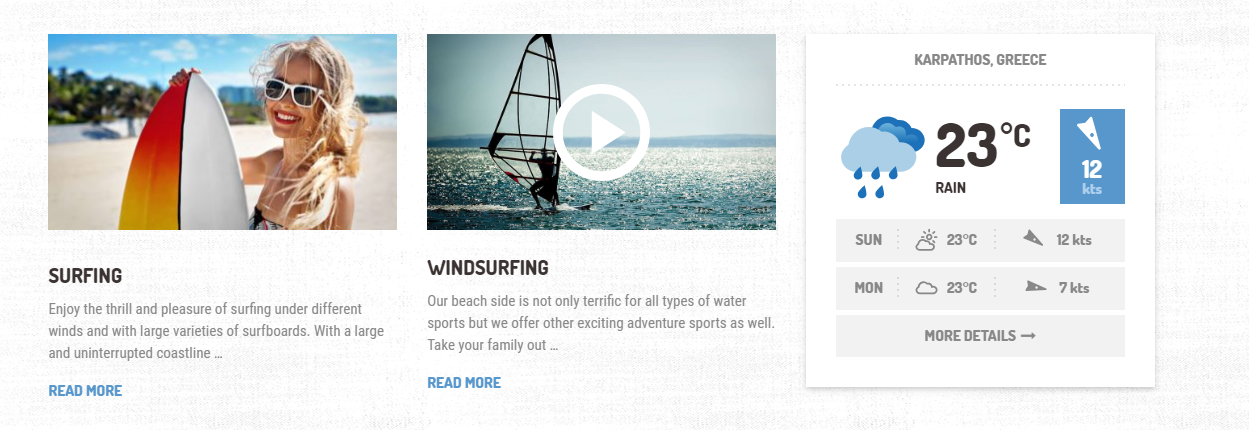 SURFING
Enjoy the thrill and pleasure of surfing under different
winds and with large varieties of surfboards. With a large
and uninterrupted coastline ...
READ MORE
WINDSURFING
Our beach side is not only terrific for all types of water
sports but we offer other exciting adventure sports as well.
Take your family out ...
READ MORE
KARPATHOS, GREECE
23°C
RAIN
12
kts
SUN 23°C 12 kts
MON 23°C 7 kts
MORE DETAILS →